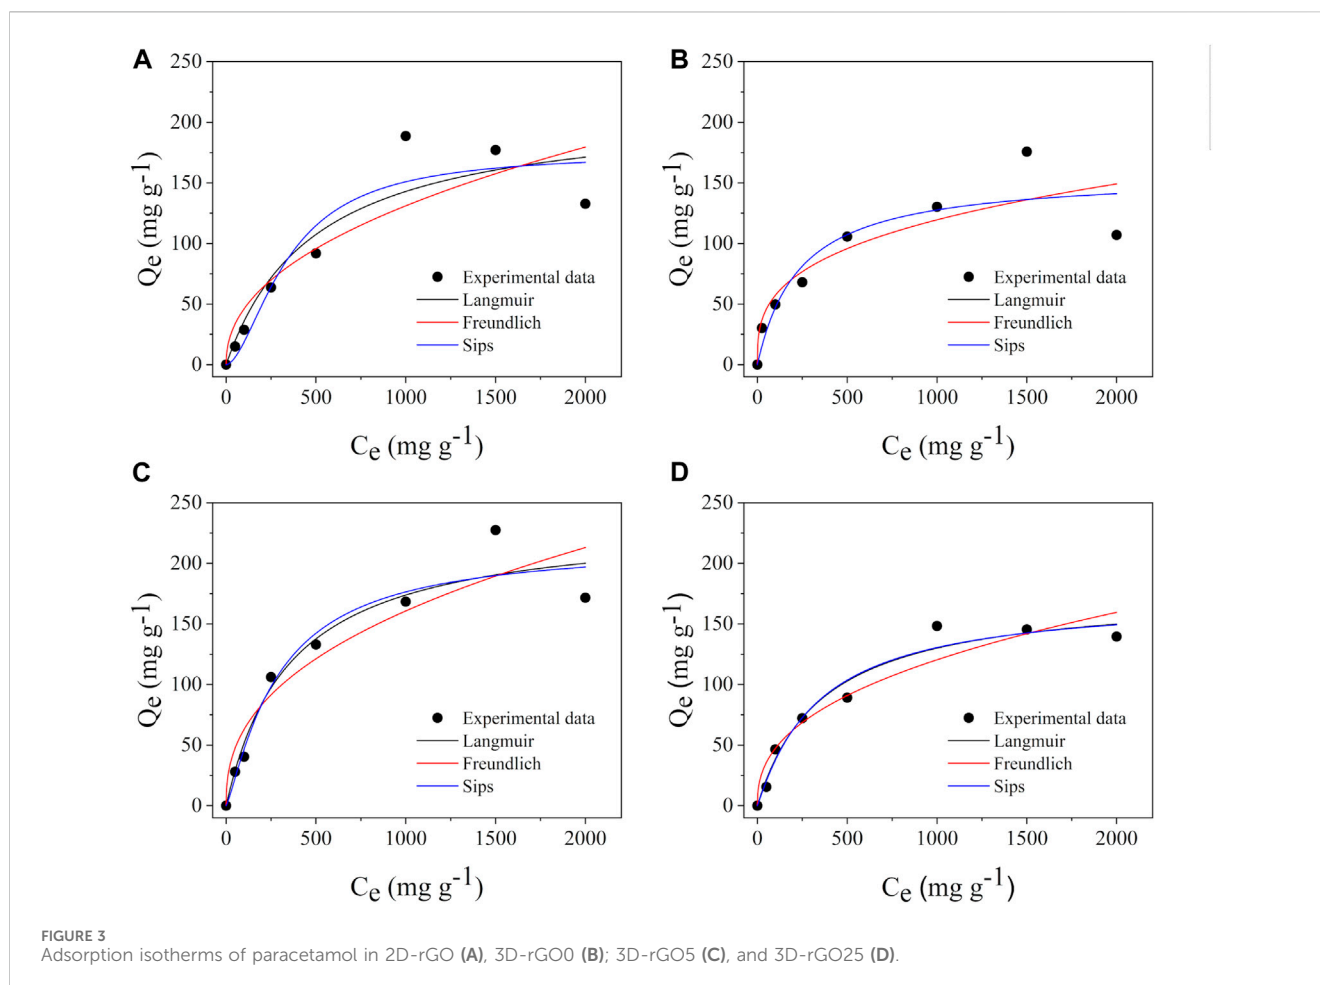 A
250
200
150
100
50
0
Qe (mg g-1)
Experimental data
Langmuir
Freundlich
Sips
0 500 1000 1500 2000
Ce (mg g-1)
B
250
200
150
100
50
0
Qe (mg g-1)
Experimental data
Langmuir
Freundlich
Sips
0 500 1000 1500 2000
Ce (mg g-1)
C
250
200
150
100
50
0
Qe (mg g-1)
Experimental data
Langmuir
Freundlich
Sips
0 500 1000 1500 2000
Ce (mg g-1)
D
250
200
150
100
50
0
Qe (mg g-1)
Experimental data
Langmuir
Freundlich
Sips
0 500 1000 1500 2000
Ce (mg g-1)
FIGURE 3
Adsorption isotherms of paracetamol in 2D-rGO (A), 3D-rGO0 (B); 3D-rGO5 (C), and 3D-rGO25 (D).